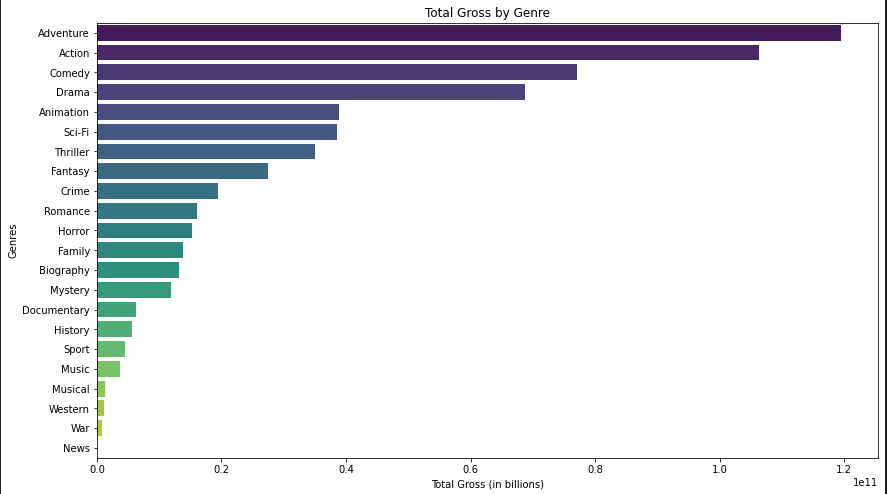 Total Gross by Genre
Genres
Adventure
Action
Comedy
Drama
Animation
Sci-Fi
Thriller
Fantasy
Crime
Romance
Horror
Family
Biography
Mystery
Documentary
History
Sport
Music
Musical
Western
War
News
0.0 0.2 0.4 0.6 0.8 1.0 1.2
1e11
Total Gross (in billions)